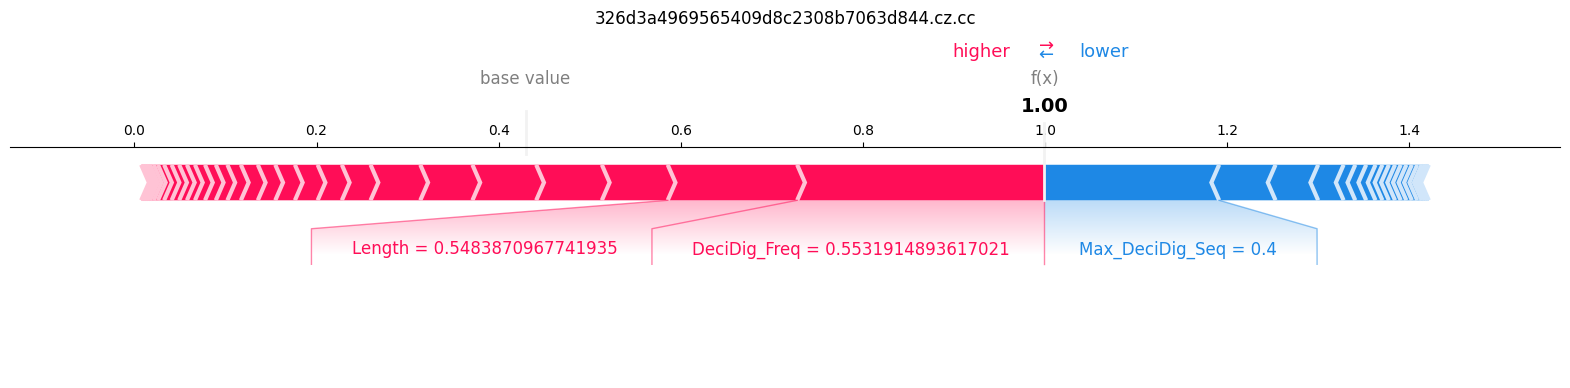 326d3a4969565409d8c2308b7063d844.cz.cc
higher ⇄ lower
base value f(x)
1.00
0.0 0.2 0.4 0.6 0.8 1.0 1.2 1.4
Length = 0.5483870967741935 DeciDig_Freq = 0.5531914893617021 Max_DeciDig_Seq = 0.4